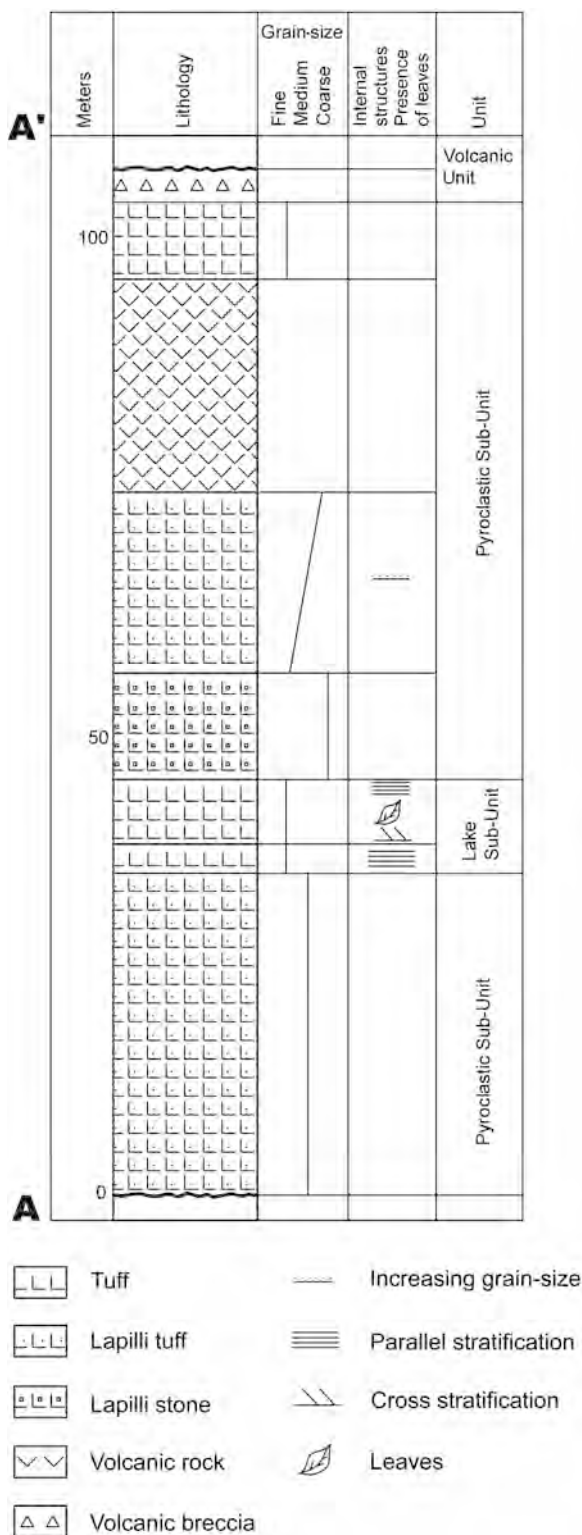 Meters
Lithology
Grain-size
Fine
Medium
Coarse
Internal
structures
Presence
of leaves
Unit
A'
Volcanic
Unit
100
Pyroclastic Sub-Unit
50
Lake
Sub-Unit
Pyroclastic Sub-Unit
0
A
Tuff
Increasing grain-size
Lapilli tuff
Parallel stratification
Lapilli stone
Cross stratification
Volcanic rock
Leaves
Volcanic breccia